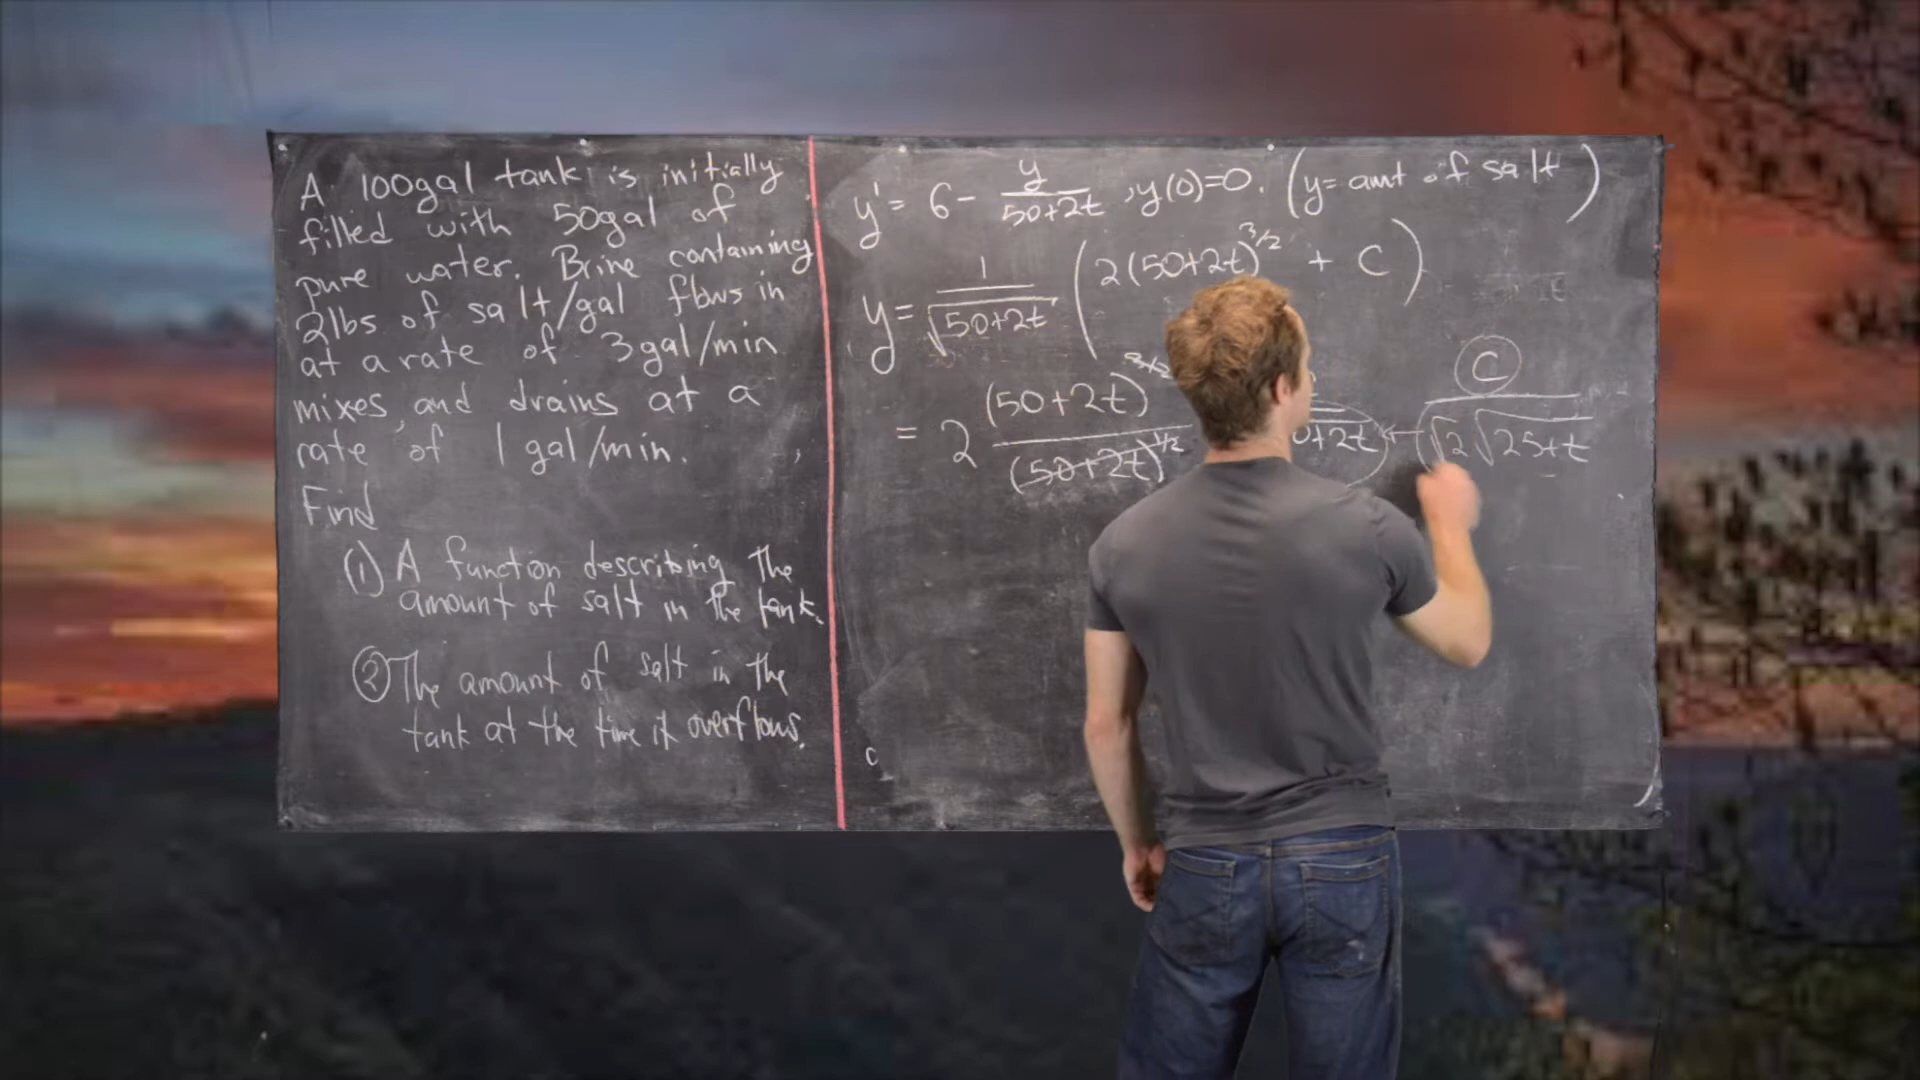 A 100gal tank is initially
filled with 50gal of
pure water. Brine containing
2lbs of salt/gal flows in
at a rate of 3gal/min
mixes, and drains at a
rate of 1 gal/min.
Find
(1) A function describing the
amount of salt in the tank.
② The amount of salt in the
tank at the time it overflows.
y' = 6 - y/(50+2t), y(0)=0. (y= amt of salt)
y = 1/√(50+2t) (2(50+2t)^3/2 + C)
= 2 (50+2t)^3/2 / (50+2t)^1/2 0+2t ← C / √2 √25+t